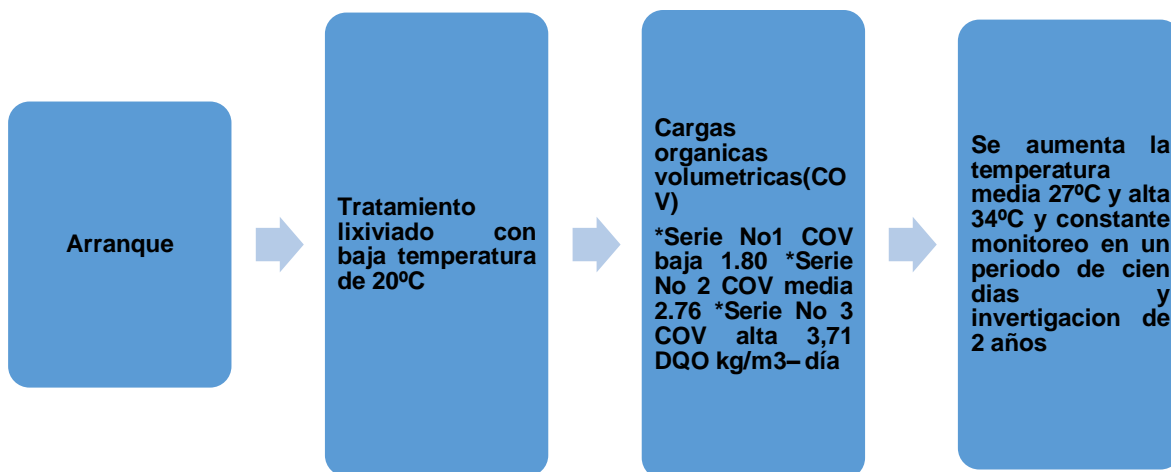 Arranque
Tratamiento
lixiviado con
baja temperatura
de 20ºC
Cargas
organicas
volumetricas(CO
V)
*Serie No1 COV
baja 1.80 *Serie
No 2 COV media
2.76 *Serie No 3
COV alta 3,71
DQO kg/m3– día
Se aumenta la
temperatura
media 27ºC y alta
34ºC y constante
monitoreo en un
periodo de cien
dias y
invertigacion de
2 años